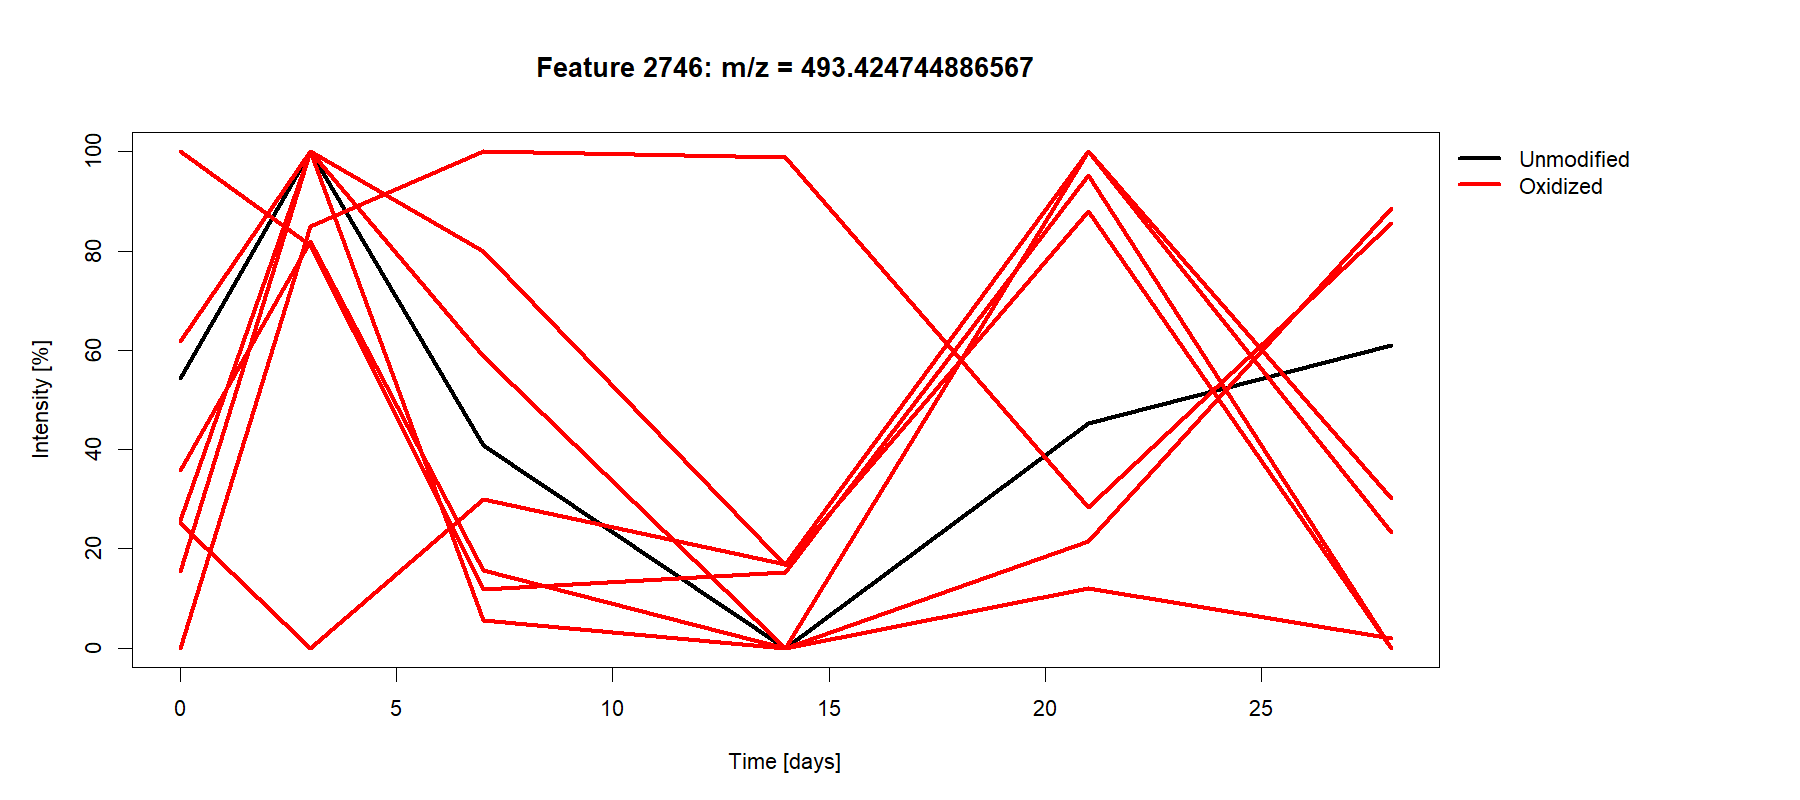 Feature 2746: m/z = 493.424744886567
Unmodified
Oxidized
Intensity [%]
100
80
60
40
20
0
0 5 10 15 20 25
Time [days]